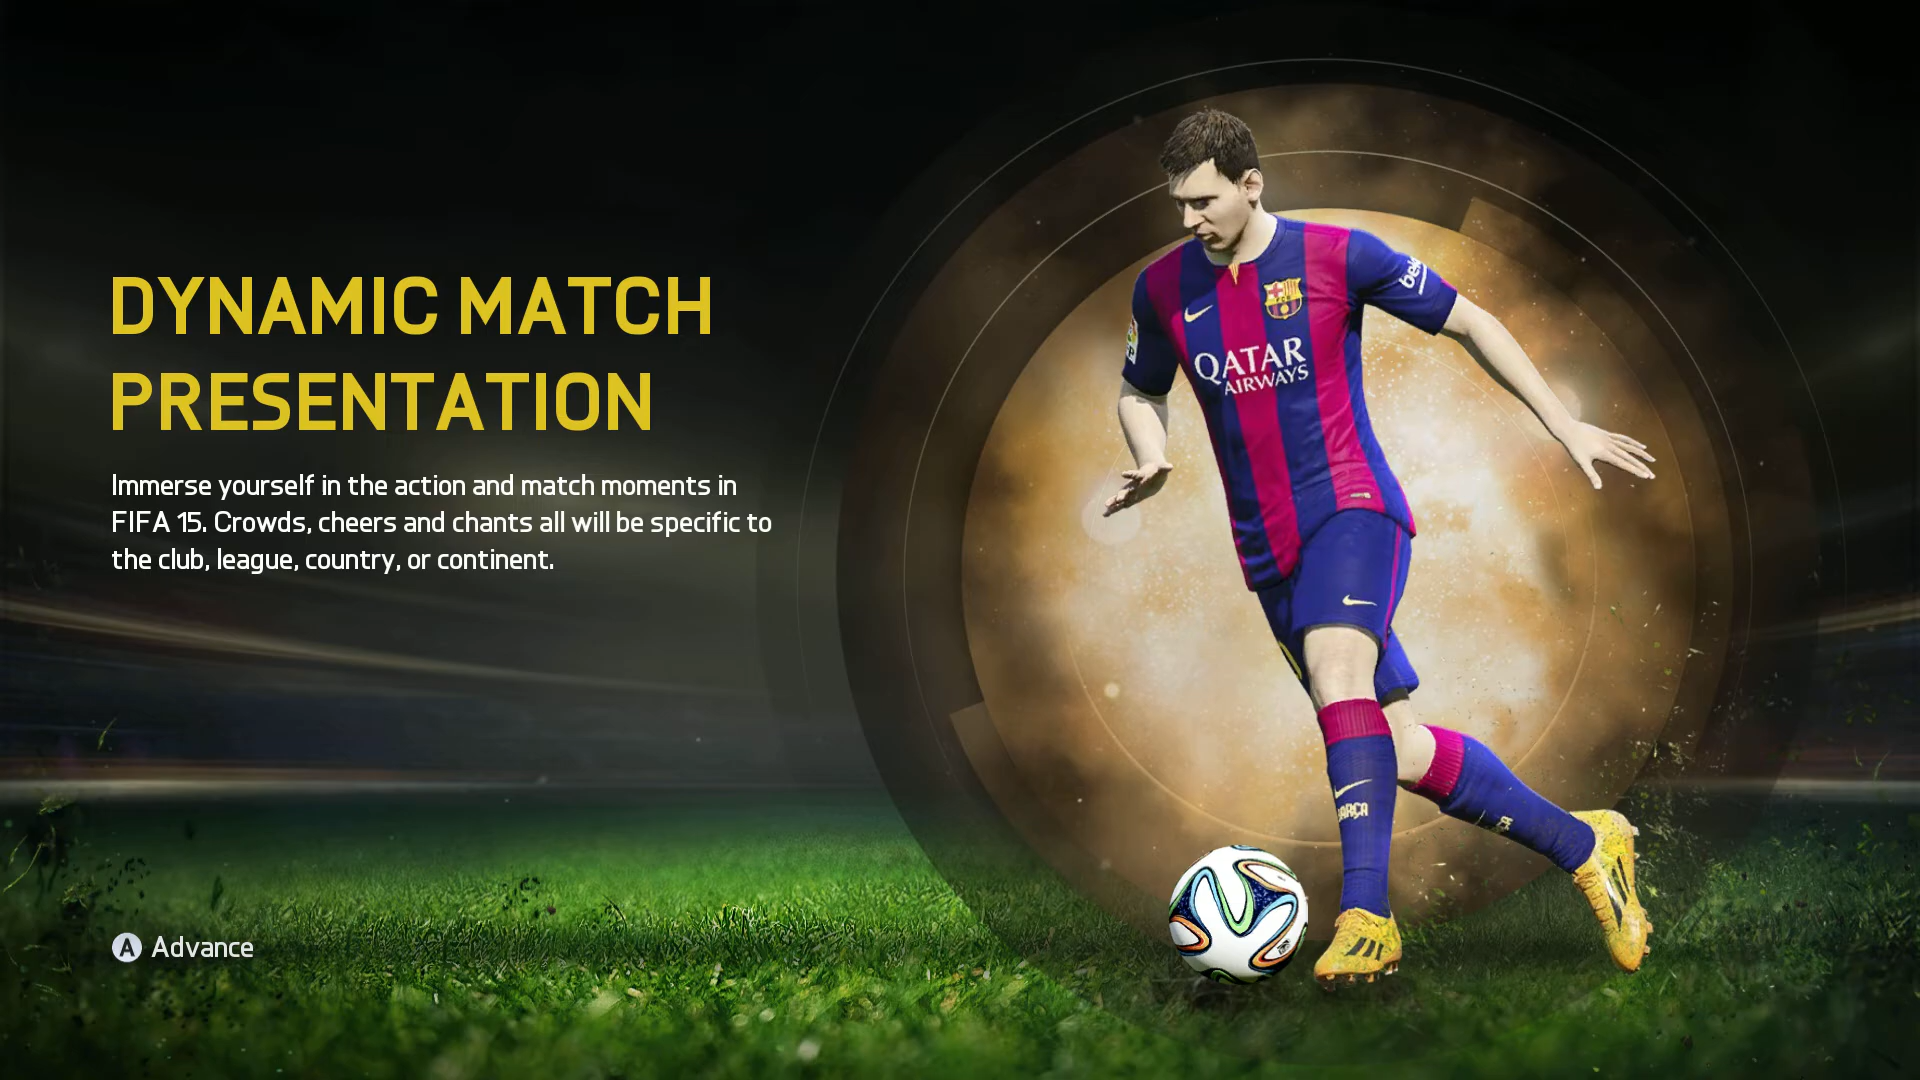 DYNAMIC MATCH
PRESENTATION
Immerse yourself in the action and match moments in
FIFA 15. Crowds, cheers and chants all will be specific to
the club, league, country, or continent.
A Advance
QATAR
AIRWAYS
beko